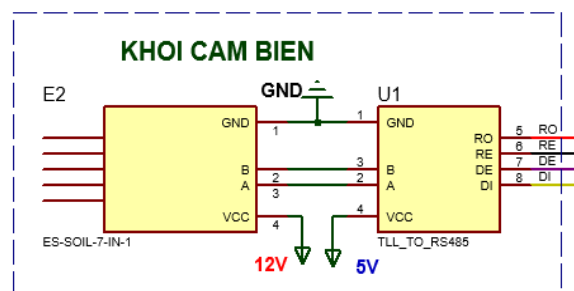 KHOI CAM BIEN
E2
GND
U1
GND 1
1 GND
RO 5 RO
RE 6 RE
B 2
3 B
DE 7 DE
A 3
2 A
DI 8 DI
VCC 4
4 VCC
ES-SOIL-7-IN-1
12V
5V
TLL_TO_RS485